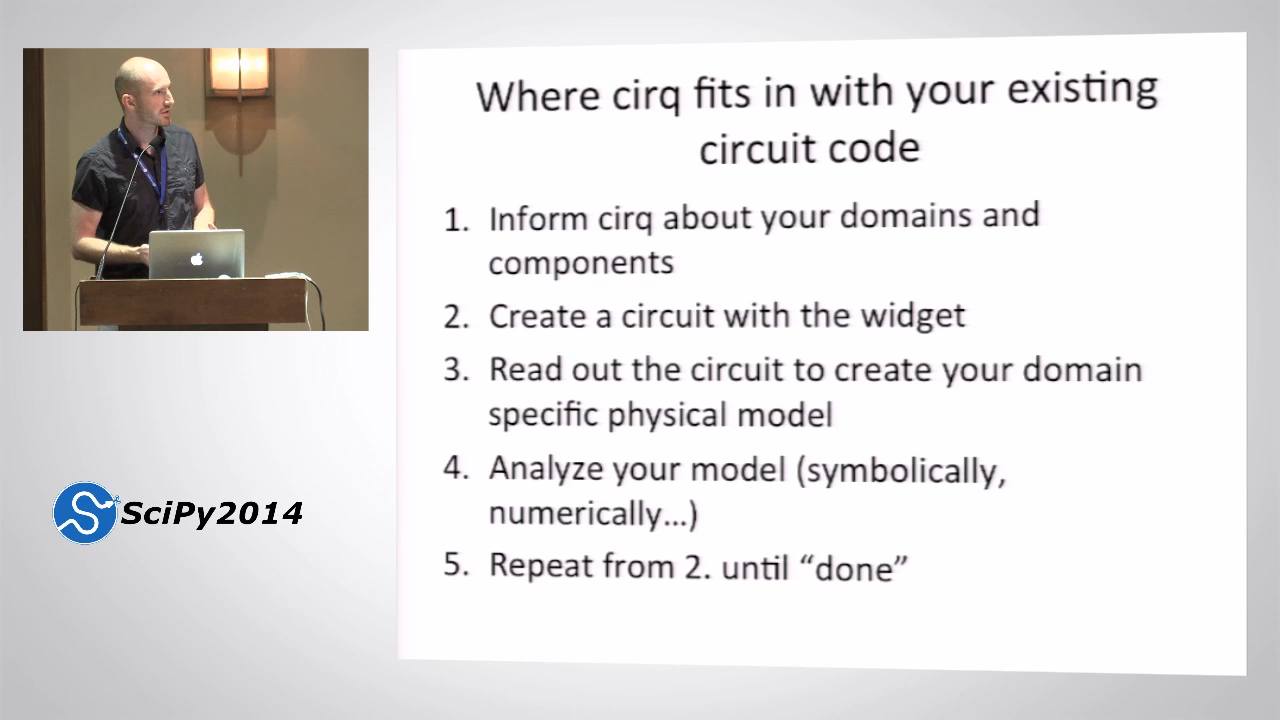 Where cirq fits in with your existing
circuit code
1. Inform cirq about your domains and
components
2. Create a circuit with the widget
3. Read out the circuit to create your domain
specific physical model
4. Analyze your model (symbolically,
numerically...)
5. Repeat from 2. until “done”
SciPy2014